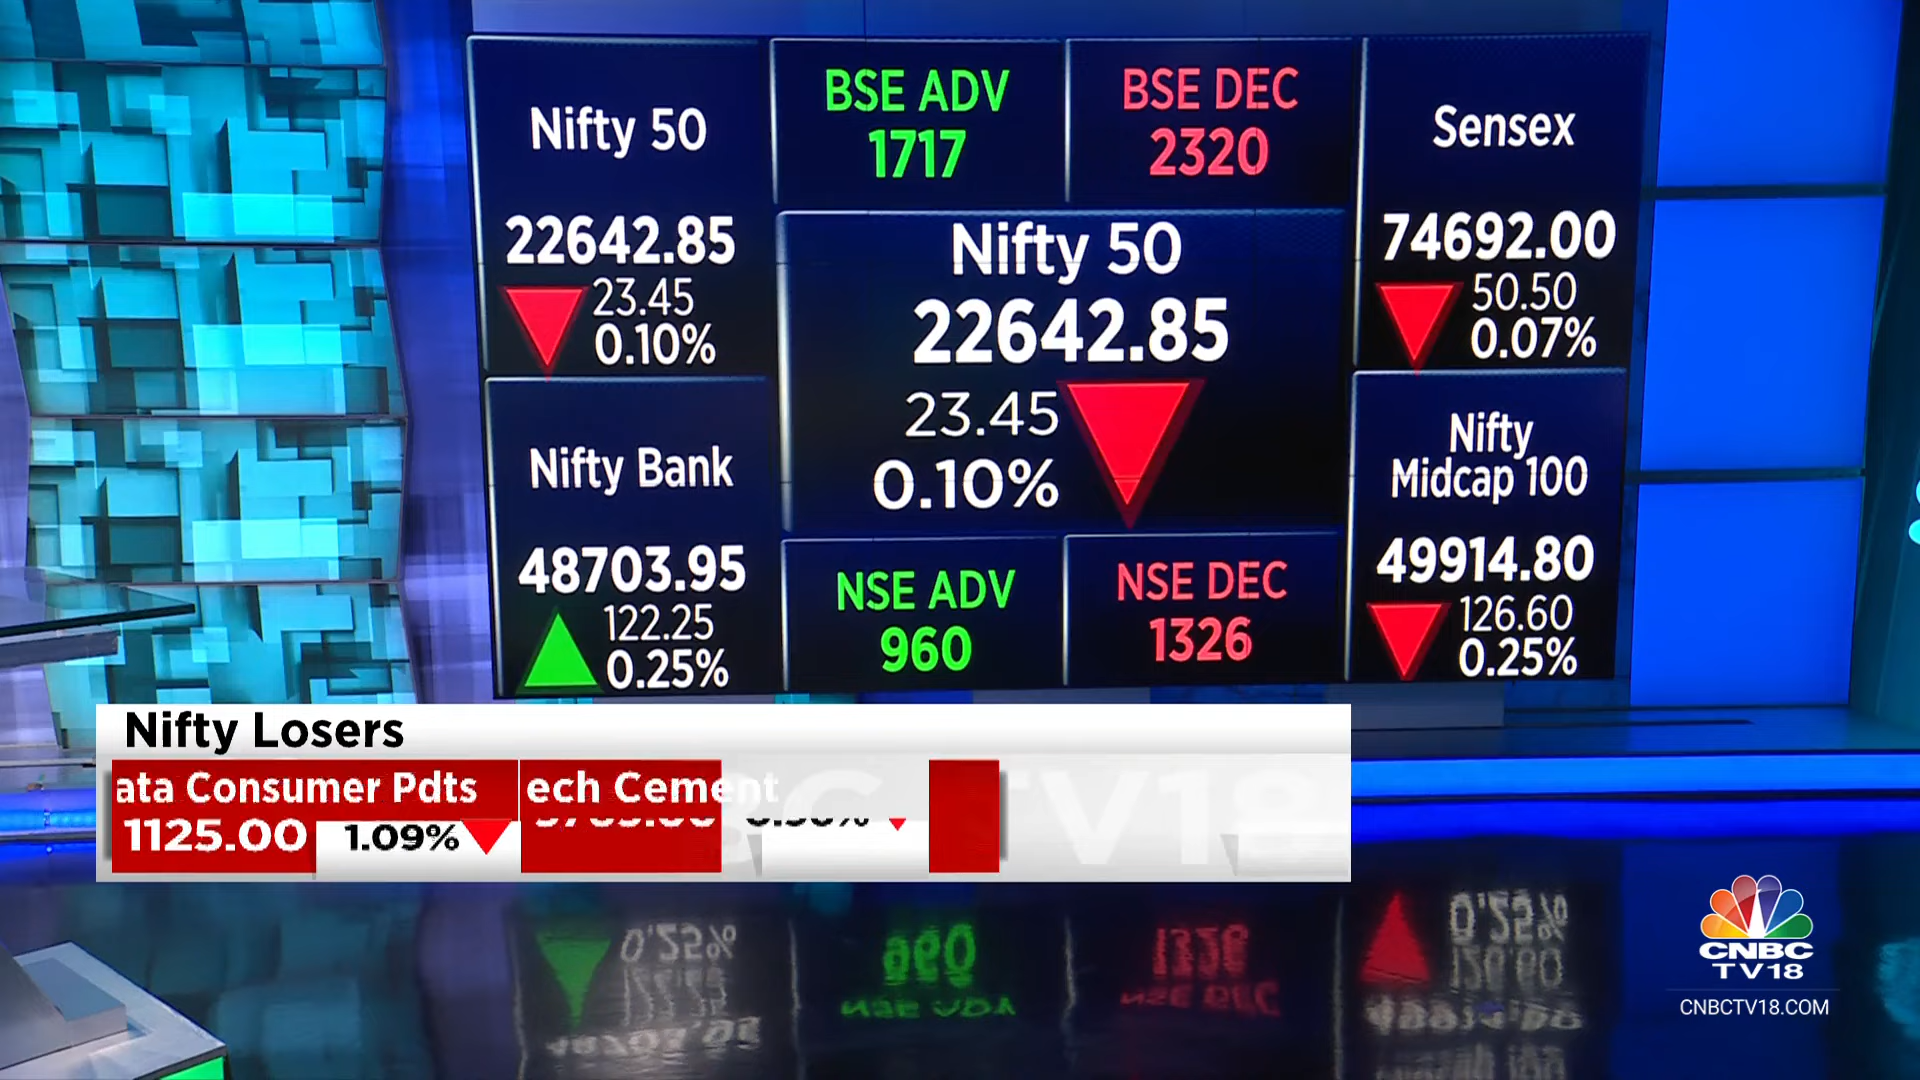 Nifty 50
22642.85
23.45
0.10%
BSE ADV
1717
BSE DEC
2320
Sensex
74692.00
50.50
0.07%
Nifty 50
22642.85
23.45
0.10%
Nifty Bank
48703.95
122.25
0.25%
NSE ADV
960
NSE DEC
1326
Nifty
Midcap 100
49914.80
126.60
0.25%
Nifty Losers
ata Consumer Pdts
1125.00 1.09%
ech Cement
CNBC
TV18
CNBCTV18.COM